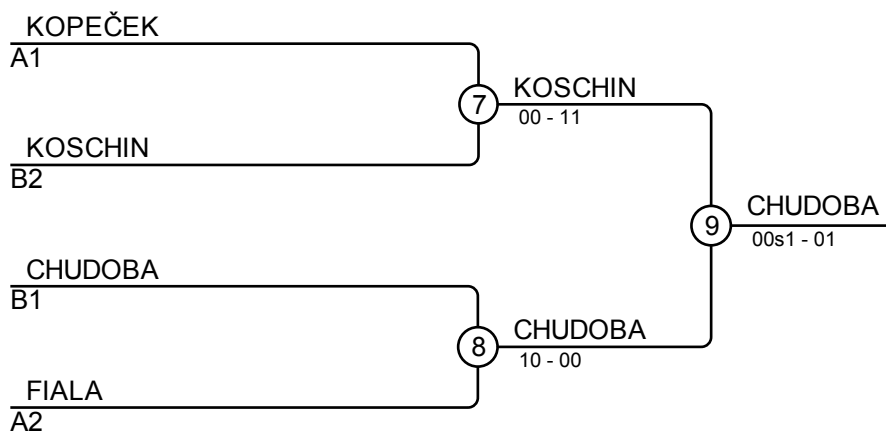 KOPEČEK
A1
7
KOSCHIN
00 - 11
KOSCHIN
B2
9
CHUDOBA
00s1 - 01
CHUDOBA
B1
8
CHUDOBA
10 - 00
FIALA
A2